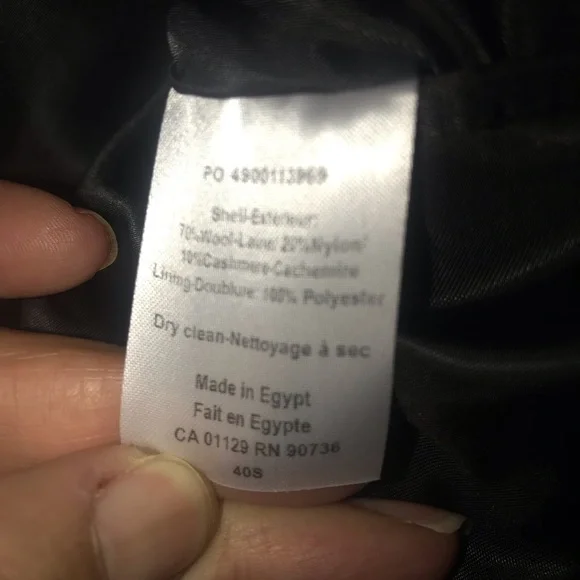 PO 4900113969
Shell-Exterieur:
70%Wool-Laine 20%Nylon
10%Cashmere-Cachemire
Lining-Doublure: 100% Polyester
Dry clean-Nettoyage à sec
Made in Egypt
Fait en Egypte
CA 01129 RN 90736
40S